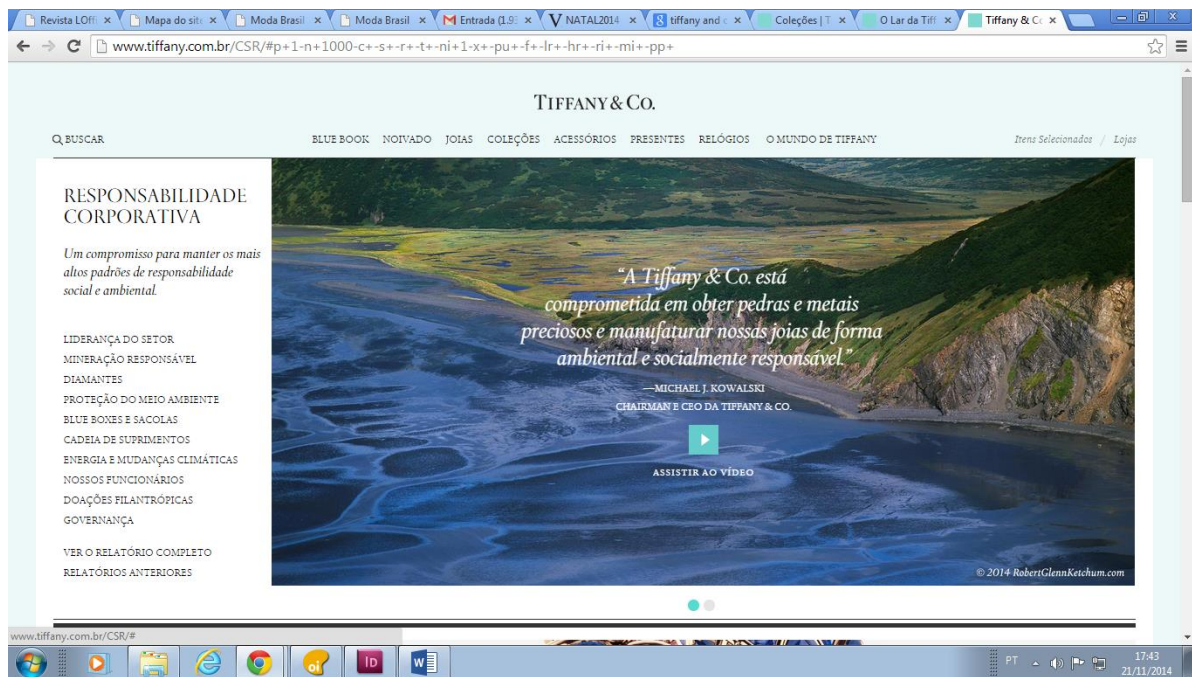 Revista LOffi
Mapa do site
Moda Brasil
Moda Brasil
Entrada (1.93
NATAL2014
tiffany and c
Coleções | T
O Lar da Tiff
Tiffany & Co
www.tiffany.com.br/CSR/#p+1-n+1000-c+-s+-r+-t+-ni+1-x+-pu+-f+-lr+-hr+-ri+-mi+-pp+
TIFFANY & CO.
BUSCAR
BLUE BOOK NOIVADO JOIAS COLEÇÕES ACESSÓRIOS PRESENTES RELÓGIOS O MUNDO DE TIFFANY
Itens Selecionados / Lojas
RESPONSABILIDADE
CORPORATIVA
Um compromisso para manter os mais
altos padrões de responsabilidade
social e ambiental.
LIDERANÇA DO SETOR
MINERAÇÃO RESPONSÁVEL
DIAMANTES
PROTEÇÃO DO MEIO AMBIENTE
BLUE BOXES E SACOLAS
CADEIA DE SUPRIMENTOS
ENERGIA E MUDANÇAS CLIMÁTICAS
NOSSOS FUNCIONÁRIOS
DOAÇÕES FILANTRÓPICAS
GOVERNANÇA
VER O RELATÓRIO COMPLETO
RELATÓRIOS ANTERIORES
“A Tiffany & Co. está
comprometida em obter pedras e metais
preciosos e manufaturar nossas joias de forma
ambiental e socialmente responsável.”
—MICHAEL J. KOWALSKI
CHAIRMAN E CEO DA TIFFANY & CO.
ASSISTIR AO VÍDEO
© 2014 RobertGlennKetchum.com
www.tiffany.com.br/CSR/#
oi
ID
W
PT
17:43
21/11/2014